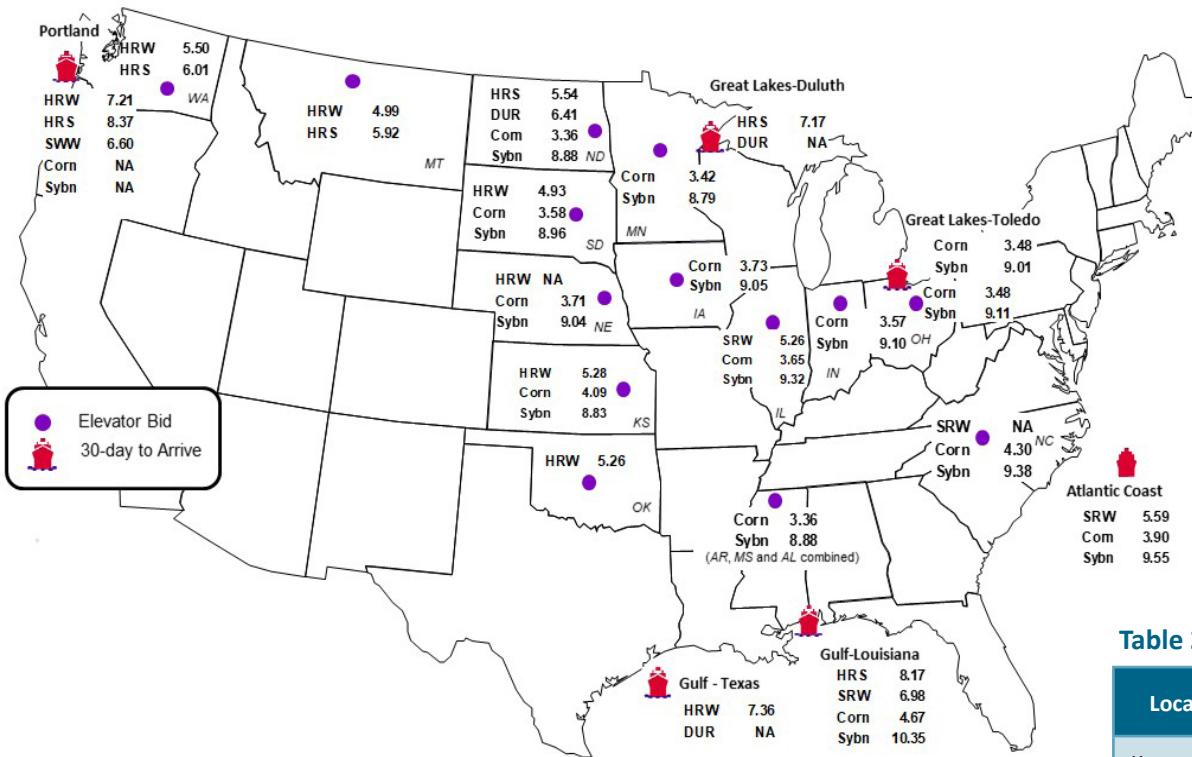 Portland
HRW 5.50
HRS 6.01
WA
HRW 7.21
HRS 8.37
SWW 6.60
Corn NA
Sybn NA
HRW 4.99
HRS 5.92
MT
HRS 5.54
DUR 6.41
Corn 3.36
Sybn 8.88 ND
HRW 4.93
Corn 3.58
Sybn 8.96 SD
HRW NA
Corn 3.71
Sybn 9.04 NE
HRW 5.28
Corn 4.09
Sybn 8.83
KS
HRW 5.26
OK
Great Lakes-Duluth
HRS 7.17
DUR NA
Corn 3.42
Sybn 8.79
MN
Corn 3.73
Sybn 9.05
IA
SRW 5.26
Corn 3.65
Sybn 9.32
IL
Great Lakes-Toledo
Corn 3.48
Sybn 9.01
Corn 3.48
Sybn 9.11
OH
Corn 3.57
Sybn 9.10
IN
SRW NA
NC
Corn 4.30
Sybn 9.38
Atlantic Coast
SRW 5.59
Corn 3.90
Sybn 9.55
Corn 3.36
Sybn 8.88
(AR, MS and AL combined)
Gulf-Louisiana
HRS 8.17
SRW 6.98
Corn 4.67
Sybn 10.35
Gulf - Texas
HRW 7.36
DUR NA
Elevator Bid
30-day to Arrive
Table
Loca